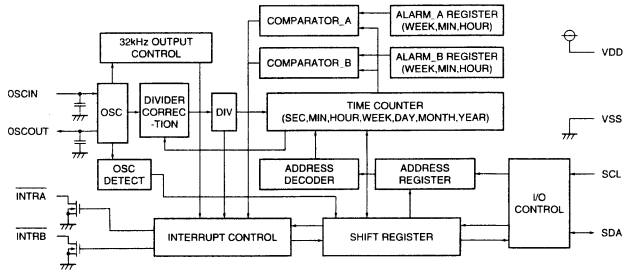 COMPARATOR_A
ALARM_A REGISTER
(WEEK,MIN,HOUR)
32kHz OUTPUT
CONTROL
COMPARATOR_B
ALARM_B REGISTER
(WEEK,MIN,HOUR)
VDD
OSCIN
OSC
DIVIDER
CORREC
-TION
DIV
TIME COUNTER
(SEC,MIN,HOUR,WEEK,DAY,MONTH,YEAR)
OSCOUT
VSS
OSC
DETECT
ADDRESS
DECODER
ADDRESS
REGISTER
I/O
CONTROL
SCL
INTRA
INTRB
INTERRUPT CONTROL
SHIFT REGISTER
SDA